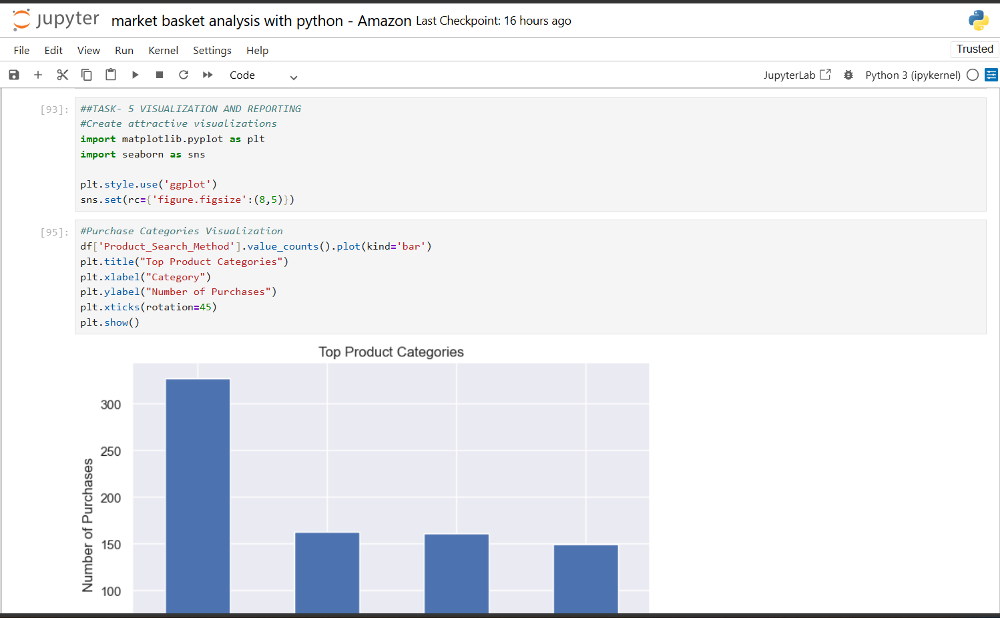 jupyter market basket analysis with python - Amazon Last Checkpoint: 16 hours ago
File Edit View Run Kernel Settings Help Trusted
Code JupyterLab Python 3 (ipykernel)
[93]: ##TASK- 5 VISUALIZATION AND REPORTING
#Create attractive visualizations
import matplotlib.pyplot as plt
import seaborn as sns
plt.style.use('ggplot')
sns.set(rc={'figure.figsize':(8,5)})
[95]: #Purchase Categories Visualization
df['Product_Search_Method'].value_counts().plot(kind='bar')
plt.title("Top Product Categories")
plt.xlabel("Category")
plt.ylabel("Number of Purchases")
plt.xticks(rotation=45)
plt.show()
Top Product Categories
Number of Purchases
300
250
200
150
100